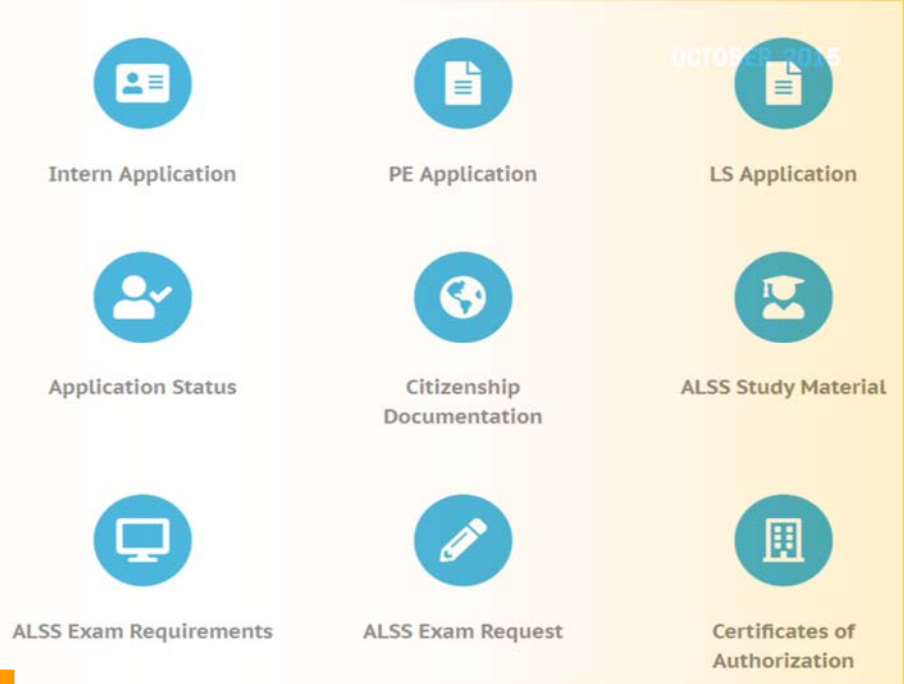 OCTOBER 2015
Intern Application
PE Application
LS Application
Application Status
Citizenship
Documentation
ALSS Study Material
ALSS Exam Requirements
ALSS Exam Request
Certificates of
Authorization